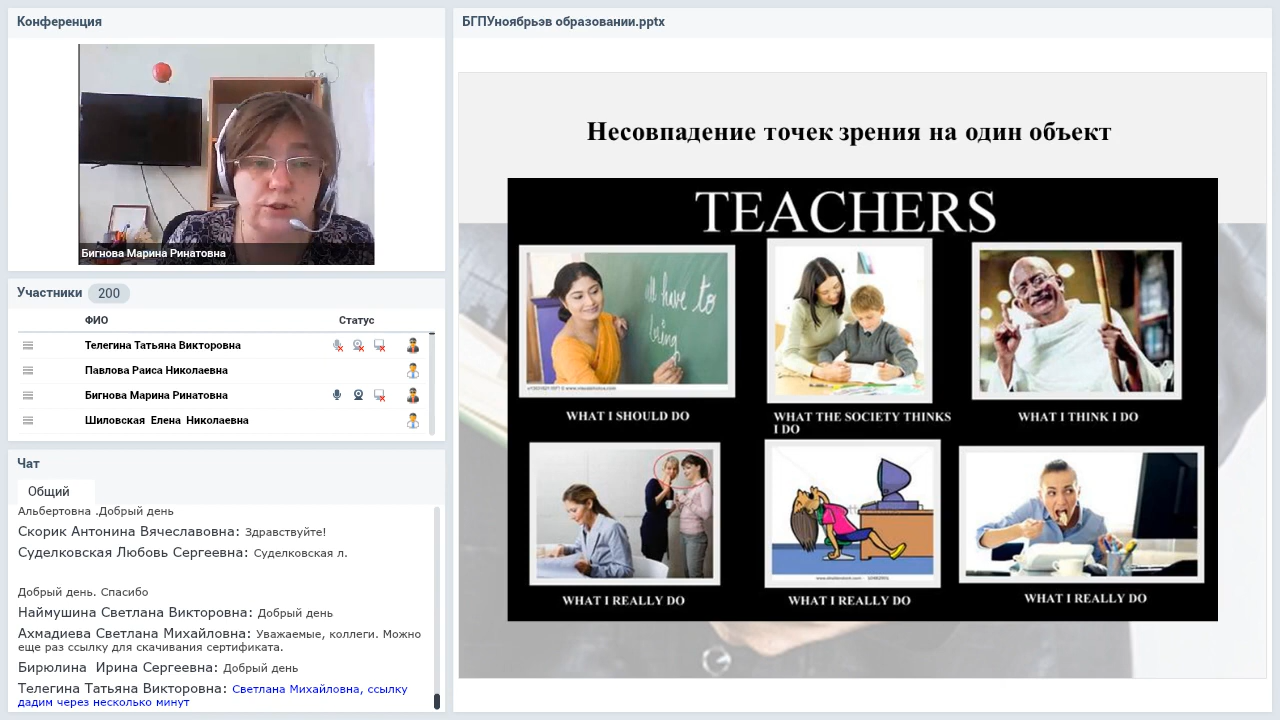 Конференция
Бигнова Марина Ринатовна
Участники 200
ФИО Статус
Телегина Татьяна Викторовна
Павлова Раиса Николаевна
Бигнова Марина Ринатовна
Шиловская Елена Николаевна
Чат
Общий
Альбертовна .Добрый день
Скорик Антонина Вячеславовна: Здравствуйте!
Суделковская Любовь Сергеевна: Суделковская л.
Добрый день. Спасибо
Наймушина Светлана Викторовна: Добрый день
Ахмадиева Светлана Михайловна: Уважаемые, коллеги. Можно
еще раз ссылку для скачивания сертификата.
Бирюлина Ирина Сергеевна: Добрый день
Телегина Татьяна Викторовна: Светлана Михайловна, ссылку
дадим через несколько минут
БГПУноябрьэв образовании.pptx
Несовпадение точек зрения на один объект
TEACHERS
will have to
bring
WHAT I SHOULD DO
WHAT THE SOCIETY THINKS
I DO
WHAT I THINK I DO
WHAT I REALLY DO
WHAT I REALLY DO
WHAT I REALLY DO